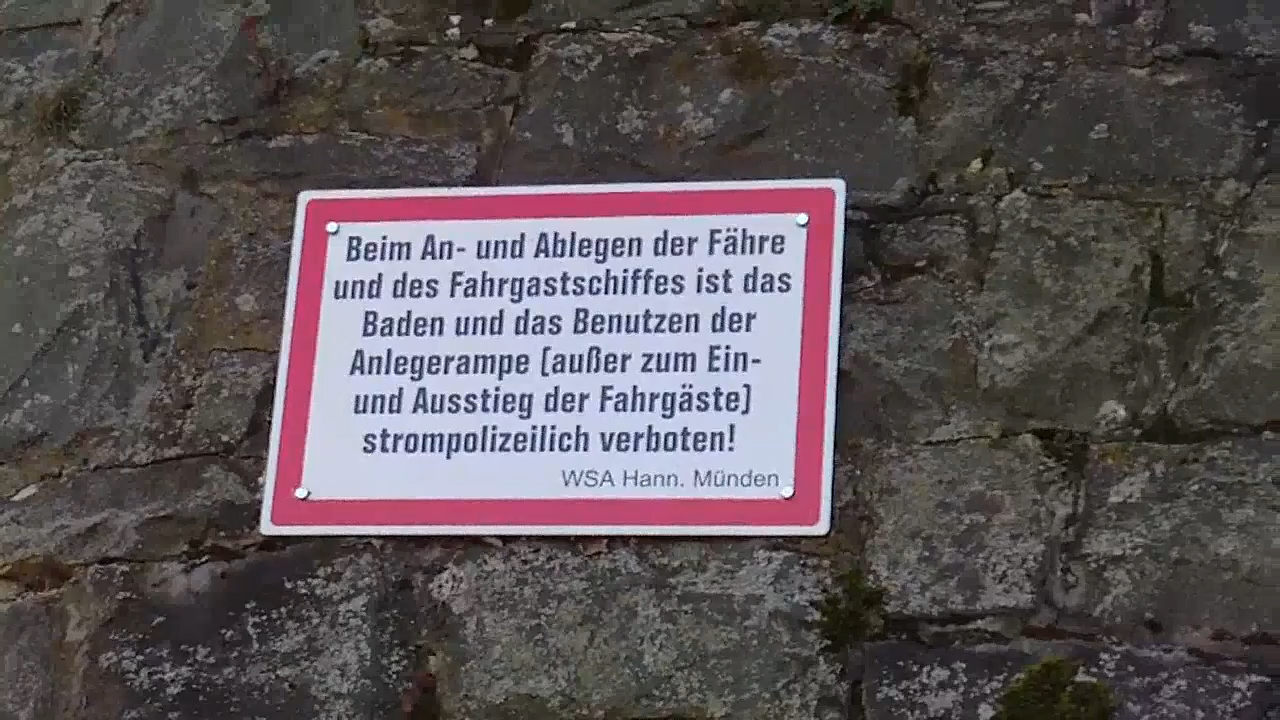 Beim An- und Ablegen der Fähre
und des Fahrgastschiffes ist das
Baden und das Benutzen der
Anlegerampe (außer zum Ein-
und Ausstieg der Fahrgäste)
strompolizeilich verboten!
WSA Hann. Münden